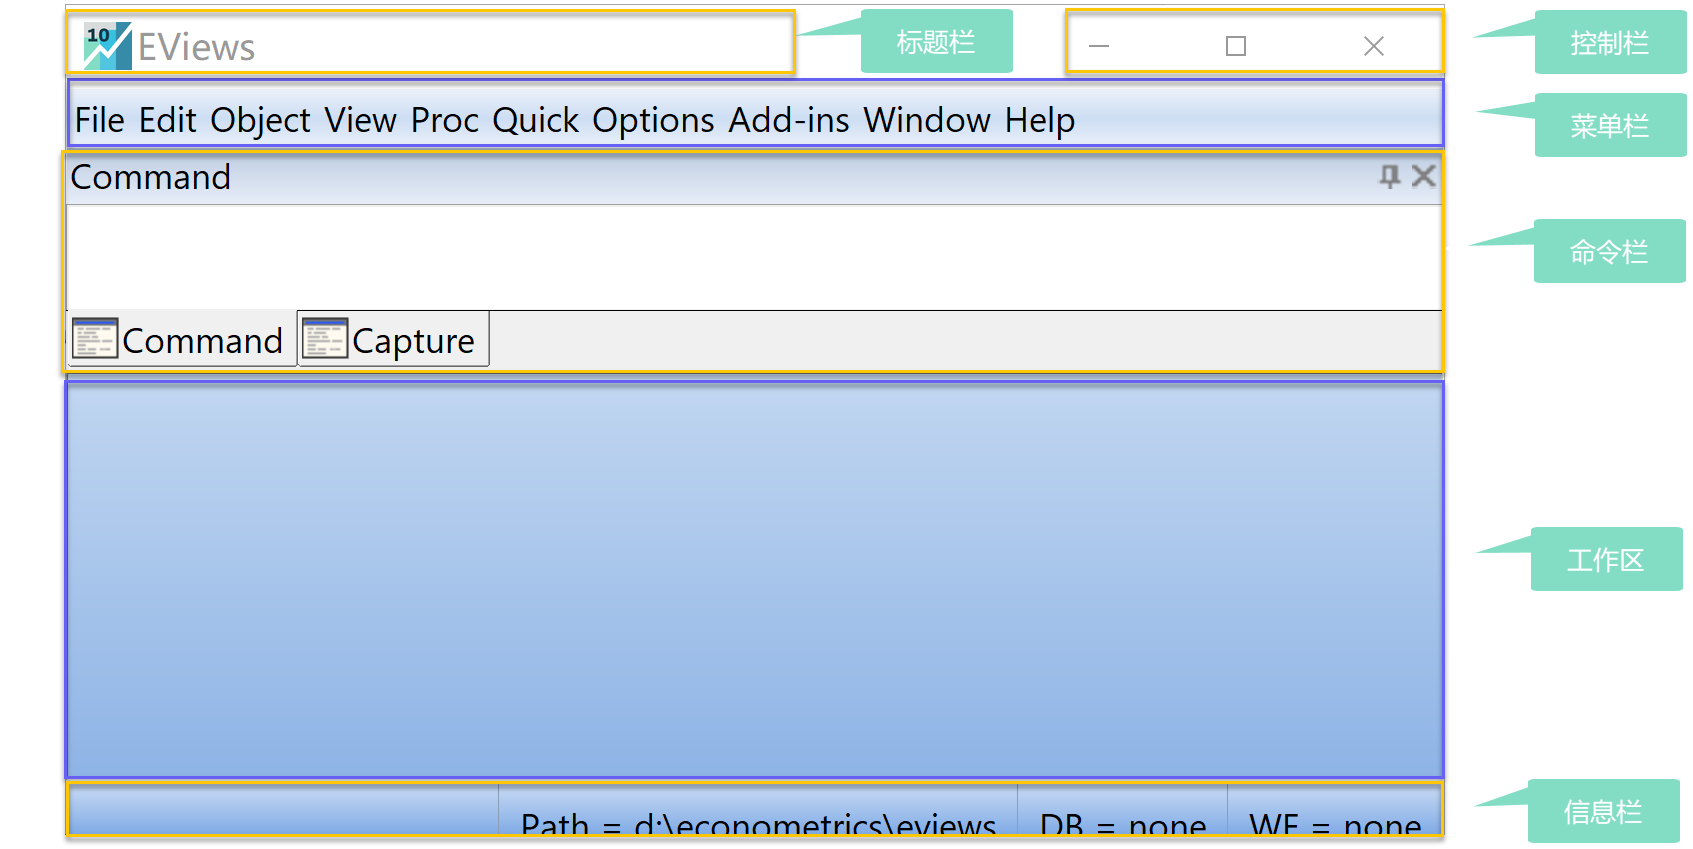 10 EViews
标题栏
控制栏
File Edit Object View Proc Quick Options Add-ins Window Help
菜单栏
Command
命令栏
Command Capture
工作区
Path = d:\econometrics\eviews DB = none WF = none
信息栏